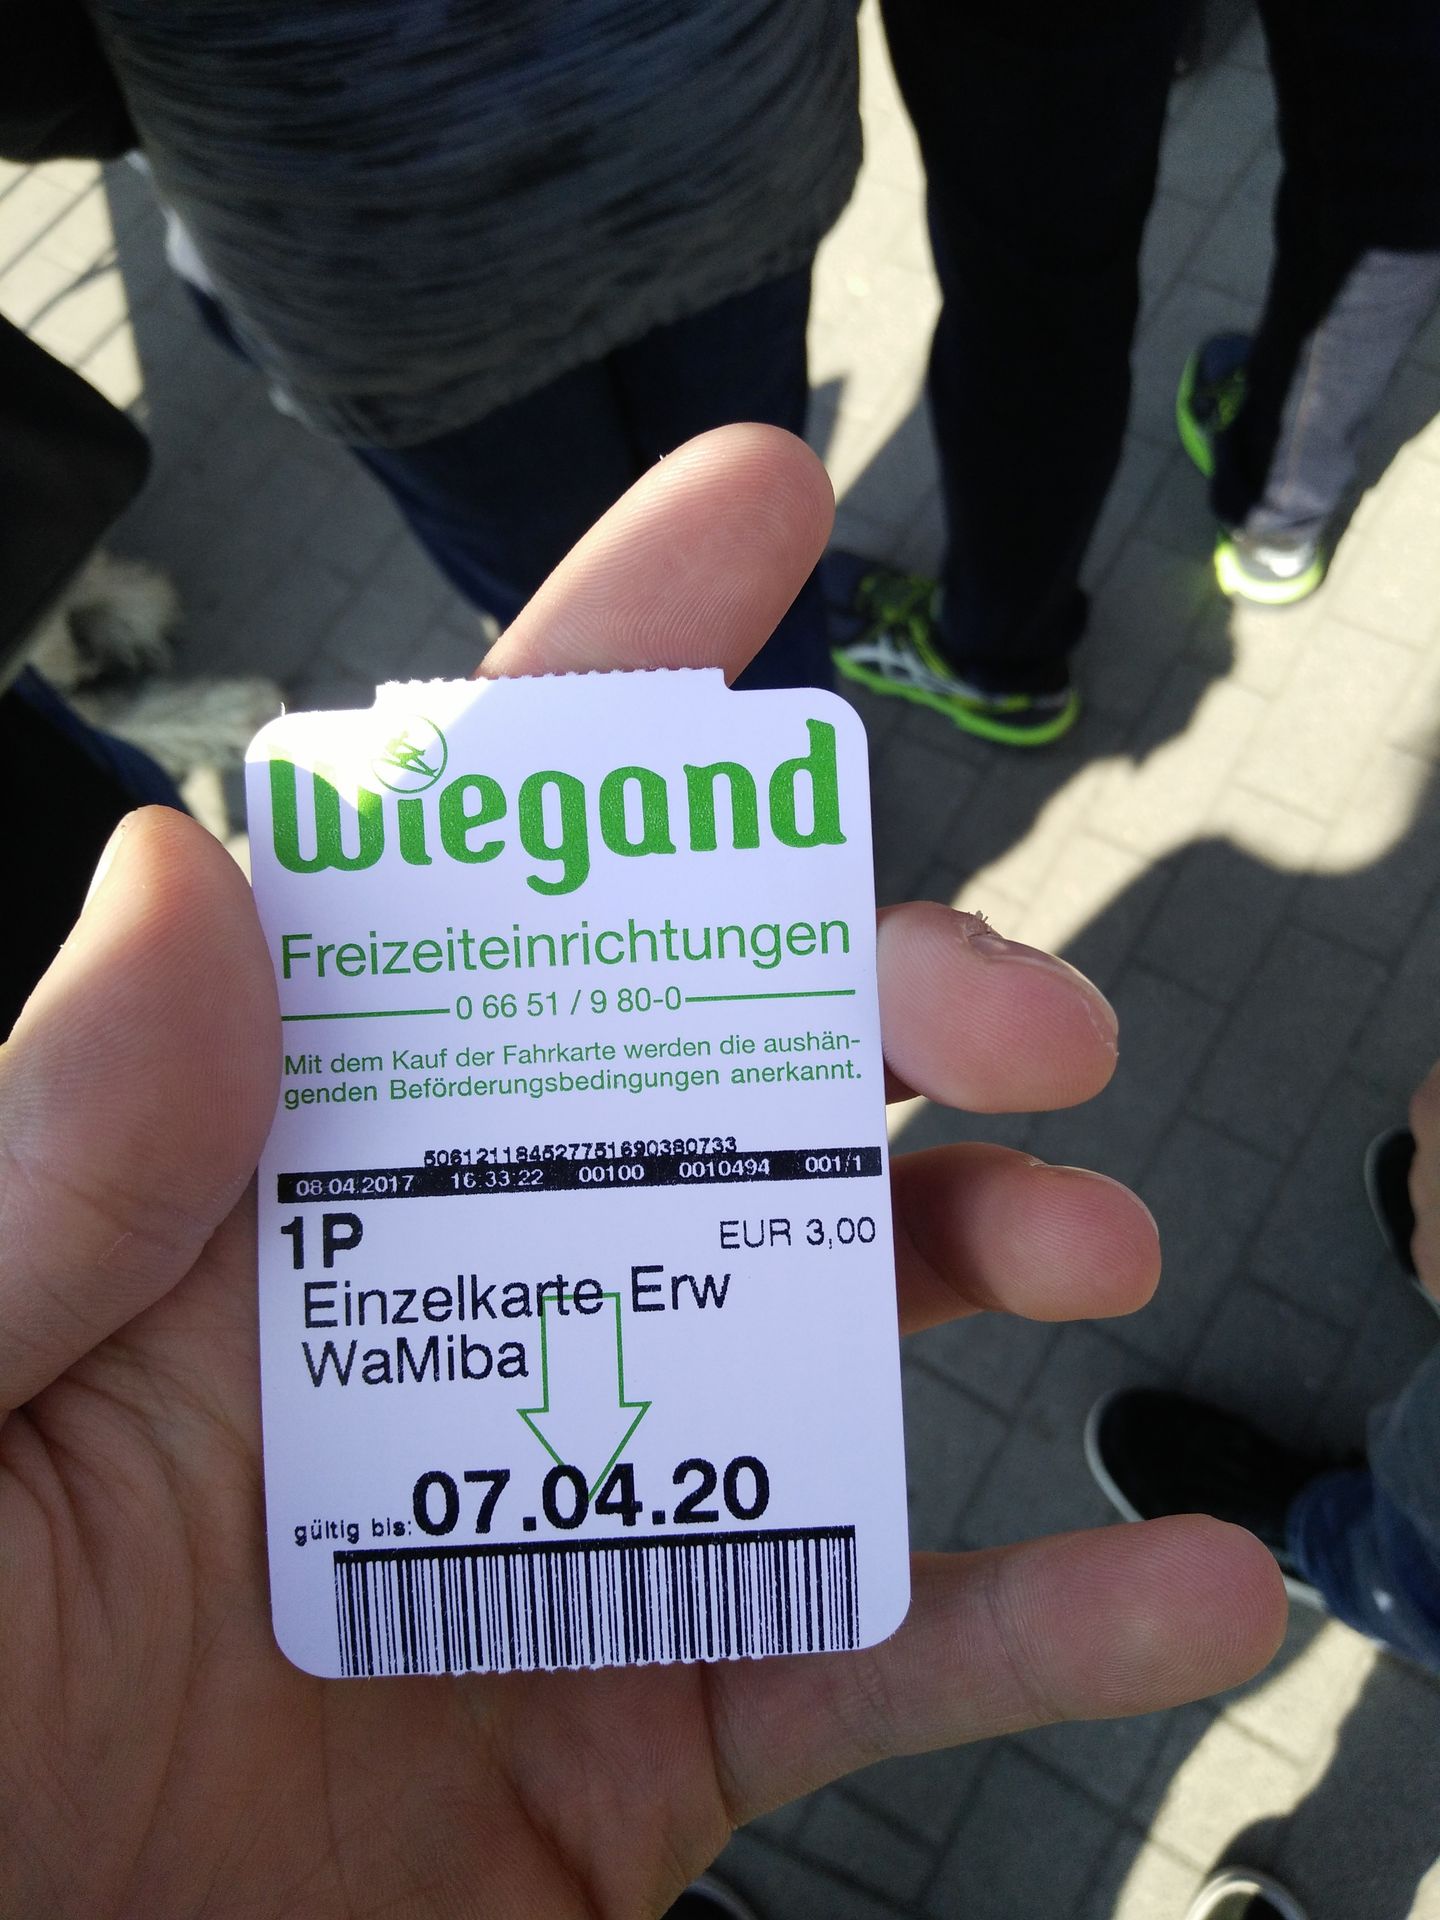 Wiegand
Freizeiteinrichtungen
0 66 51 / 9 80-0
Mit dem Kauf der Fahrkarte werden die aushän-
genden Beförderungsbedingungen anerkannt.
5061211845277751690380733
08.04.2017 16:33:22 00100 0010494 001/1
1P EUR 3,00
Einzelkarte Erw
WaMiba
gültig bis: 07.04.20